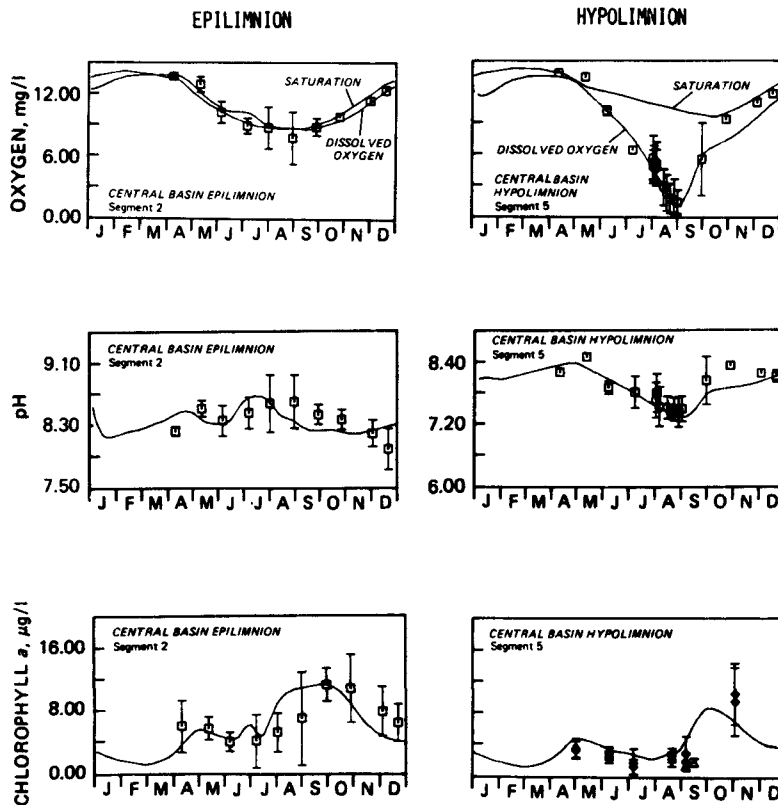 EPILIMNION
HYPOLIMNION
OXYGEN, mg/l
12.00
6.00
0.00
SATURATION
DISSOLVED
OXYGEN
CENTRAL BASIN EPILIMNION
Segment 2
J F M A M J J A S O N D
SATURATION
DISSOLVED OXYGEN
CENTRAL BASIN
HYPOLIMNION
Segment 5
J F M A M J J A S O N D
pH
9.10
8.30
7.50
CENTRAL BASIN EPILIMNION
Segment 2
J F M A M J J A S O N D
8.40
7.20
6.00
CENTRAL BASIN HYPOLIMNION
Segment 5
J F M A M J J A S O N D
CHLOROPHYLL a, µg/l
16.00
8.00
0.00
CENTRAL BASIN EPILIMNION
Segment 2
J F M A M J J A S O N D
CENTRAL BASIN HYPOLIMNION
Segment 5
J F M A M J J A S O N D